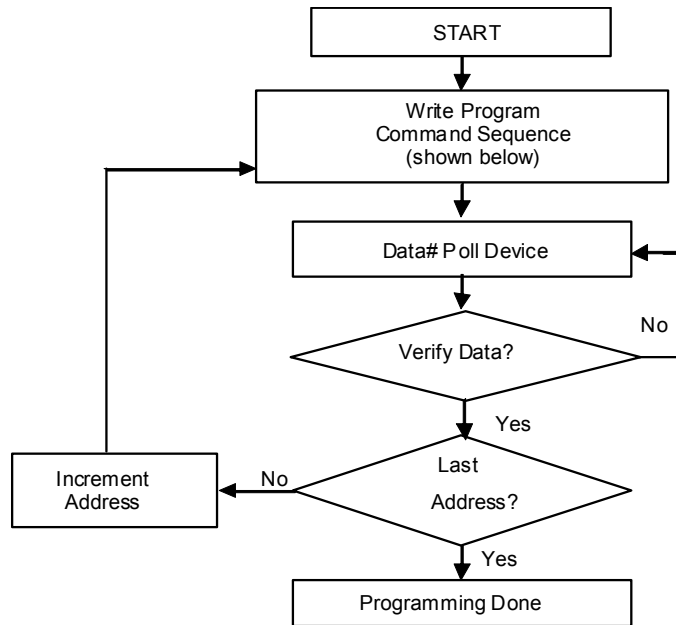 START
Write Program
Command Sequence
(shown below)
Data# Poll Device
No
Verify Data?
Yes
Last
Increment
No
Address
Address?
Yes
Programming Done